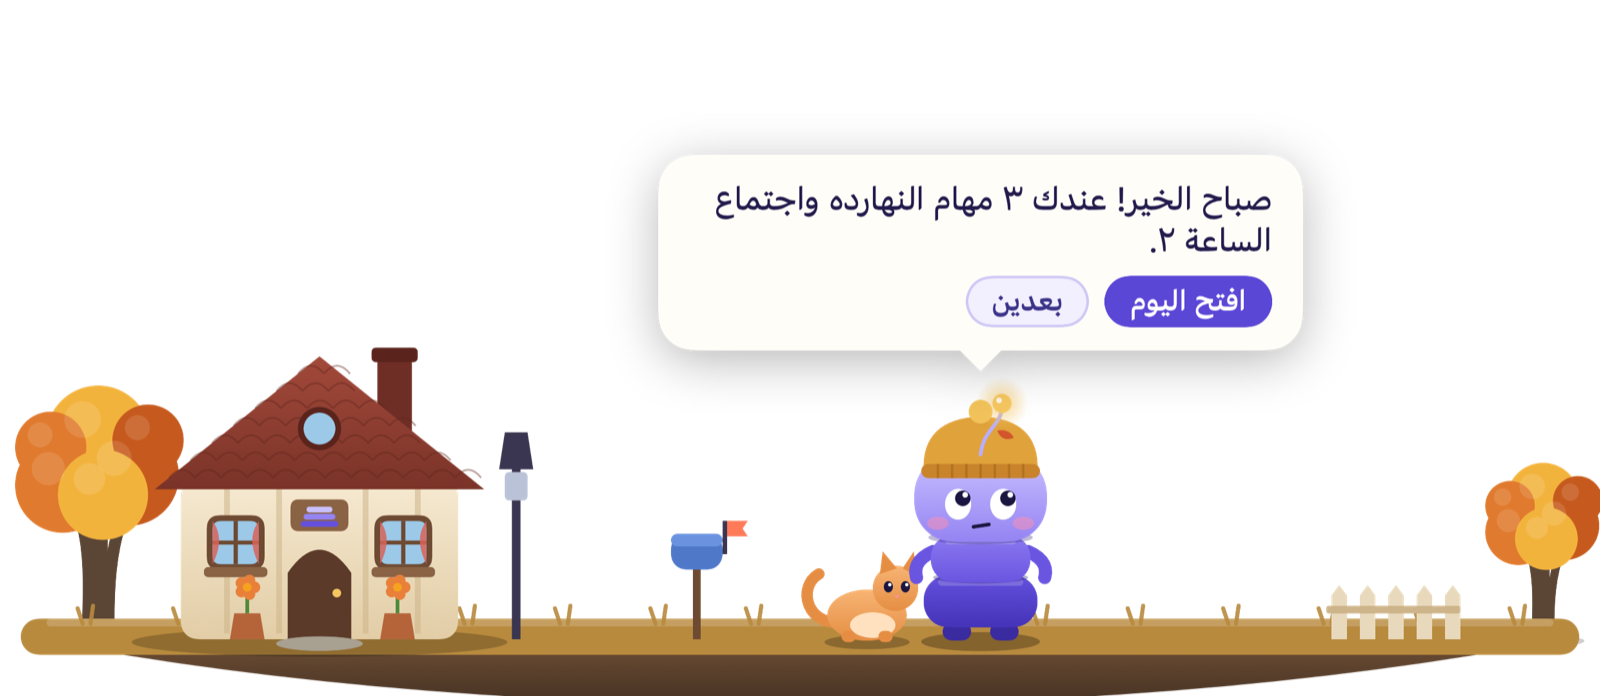 صباح الخير! عندك ٣ مهام النهارده واجتماع
الساعة ٢.
افتح اليوم
بعدين